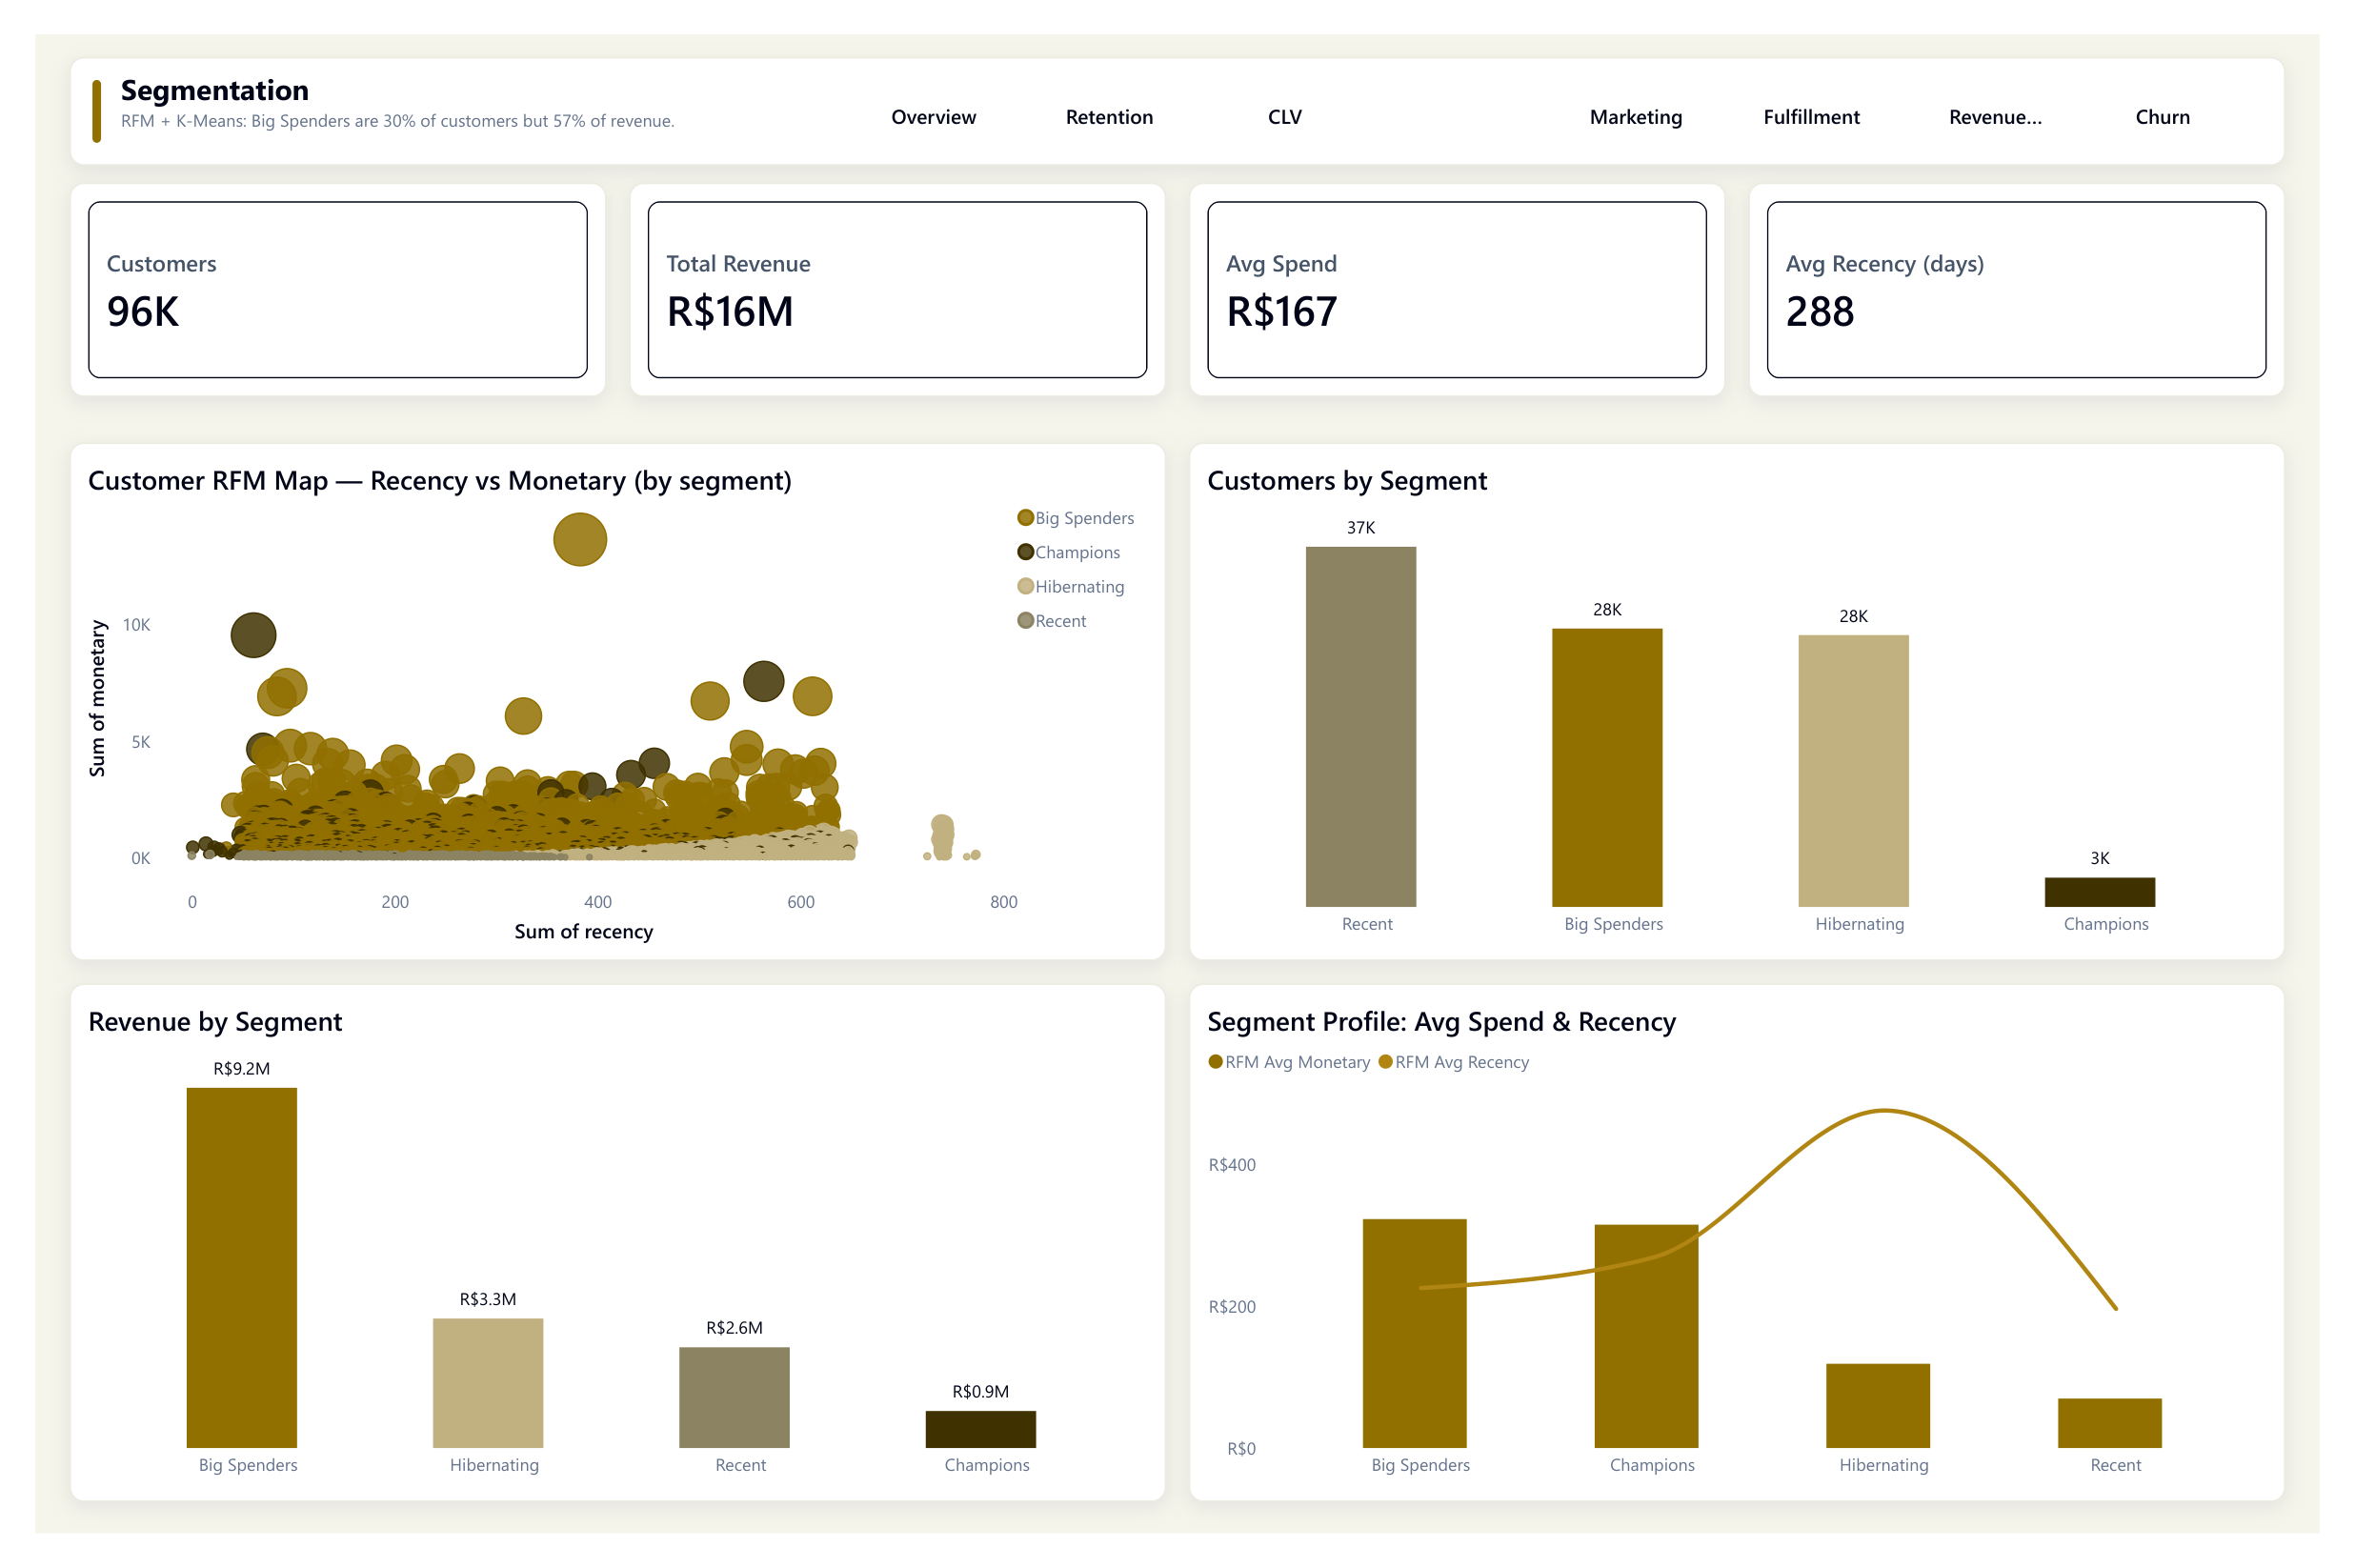 Segmentation
RFM + K-Means: Big Spenders are 30% of customers but 57% of revenue.
Overview
Retention
CLV
Marketing
Fulfillment
Revenue...
Churn
Customers
96K
Total Revenue
R$16M
Avg Spend
R$167
Avg Recency (days)
288
Customer RFM Map — Recency vs Monetary (by segment)
Big Spenders
Champions
Hibernating
Recent
Sum of monetary
10K
5K
0K
0
200
400
600
800
Sum of recency
Customers by Segment
37K
28K
28K
3K
Recent
Big Spenders
Hibernating
Champions
Revenue by Segment
R$9.2M
R$3.3M
R$2.6M
R$0.9M
Big Spenders
Hibernating
Recent
Champions
Segment Profile: Avg Spend & Recency
RFM Avg Monetary
RFM Avg Recency
R$400
R$200
R$0
Big Spenders
Champions
Hibernating
Recent